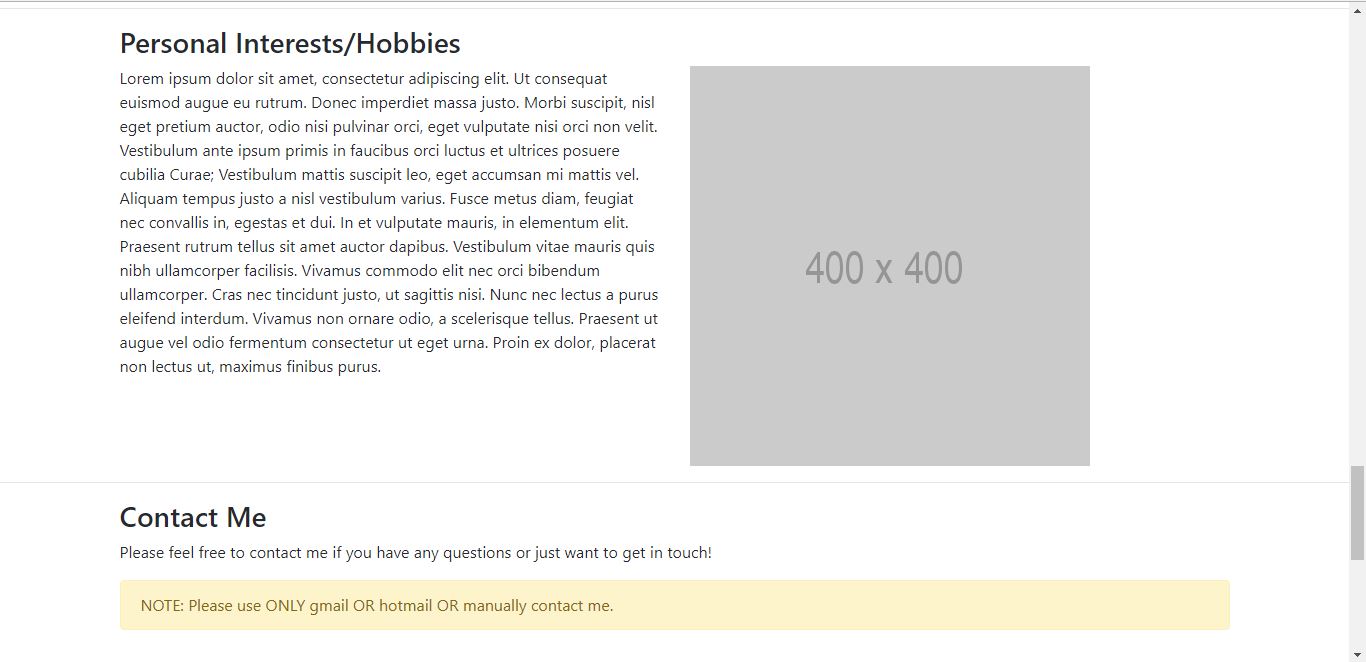 Personal Interests/Hobbies
Lorem ipsum dolor sit amet, consectetur adipiscing elit. Ut consequat
euismod augue eu rutrum. Donec imperdiet massa justo. Morbi suscipit, nisl
eget pretium auctor, odio nisi pulvinar orci, eget vulputate nisi orci non velit.
Vestibulum ante ipsum primis in faucibus orci luctus et ultrices posuere
cubilia Curae; Vestibulum mattis suscipit leo, eget accumsan mi mattis vel.
Aliquam tempus justo a nisl vestibulum varius. Fusce metus diam, feugiat
nec convallis in, egestas et dui. In et vulputate mauris, in elementum elit.
Praesent rutrum tellus sit amet auctor dapibus. Vestibulum vitae mauris quis
nibh ullamcorper facilisis. Vivamus commodo elit nec orci bibendum
ullamcorper. Cras nec tincidunt justo, ut sagittis nisi. Nunc nec lectus a purus
eleifend interdum. Vivamus non ornare odio, a scelerisque tellus. Praesent ut
augue vel odio fermentum consectetur ut eget urna. Proin ex dolor, placerat
non lectus ut, maximus finibus purus.
400 x 400
Contact Me
Please feel free to contact me if you have any questions or just want to get in touch!
NOTE: Please use ONLY gmail OR hotmail OR manually contact me.